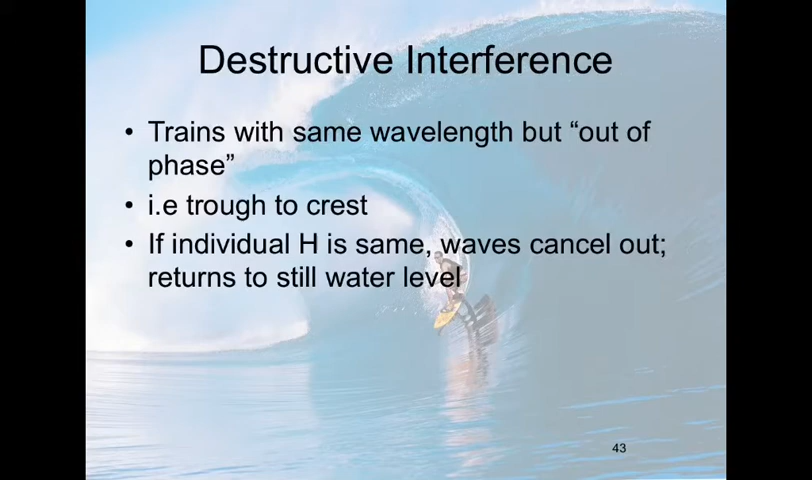 Destructive Interference
• Trains with same wavelength but “out of
phase”
• i.e trough to crest
• If individual H is same, waves cancel out;
returns to still water level
43